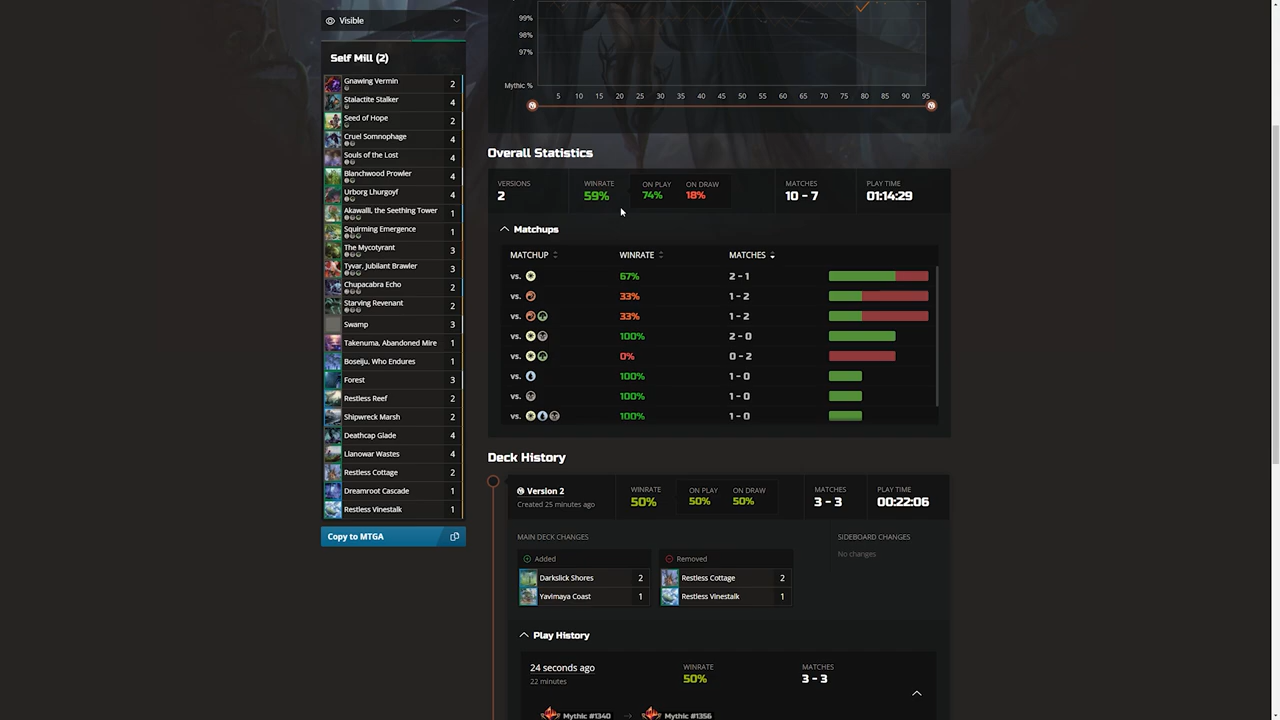 Visible
Self Mill (2)
Gnawing Vermin 2
Stalactite Stalker 4
Seed of Hope 2
Cruel Somnophage 4
Souls of the Lost 4
Blanchwood Prowler 4
Urborg Lhurgoyf 4
Akawalli, the Seething Tower 1
Squirming Emergence 1
The Mycotyrant 3
Tyvar, Jubilant Brawler 3
Chupacabra Echo 2
Starving Revenant 2
Swamp 3
Takenuma, Abandoned Mire 1
Boseiju, Who Endures 1
Forest 3
Restless Reef 2
Shipwreck Marsh 2
Deathcap Glade 4
Llanowar Wastes 4
Restless Cottage 2
Dreamroot Cascade 1
Restless Vinestalk 1
Copy to MTGA
99%
98%
97%
Mythic %
5 10 15 20 25 30 35 40 45 50 55 60 65 70 75 80 85 90 95
Overall Statistics
VERSIONS WINRATE ON PLAY ON DRAW MATCHES PLAY TIME
2 59% 74% 18% 10 - 7 01:14:29
Matchups
MATCHUP WINRATE MATCHES
vs. 67% 2 - 1
vs. 33% 1 - 2
vs. 33% 1 - 2
vs. 100% 2 - 0
vs. 0% 0 - 2
vs. 100% 1 - 0
vs. 100% 1 - 0
vs. 100% 1 - 0
Deck History
Version 2
Created 25 minutes ago
WINRATE ON PLAY ON DRAW MATCHES PLAY TIME
50% 50% 50% 3 - 3 00:22:06
MAIN DECK CHANGES SIDEBOARD CHANGES
Added Removed No changes
Darkslick Shores 2 Restless Cottage 2
Yavimaya Coast 1 Restless Vinestalk 1
Play History
24 seconds ago WINRATE MATCHES
22 minutes 50% 3 - 3
Mythic #1340 Mythic #1356